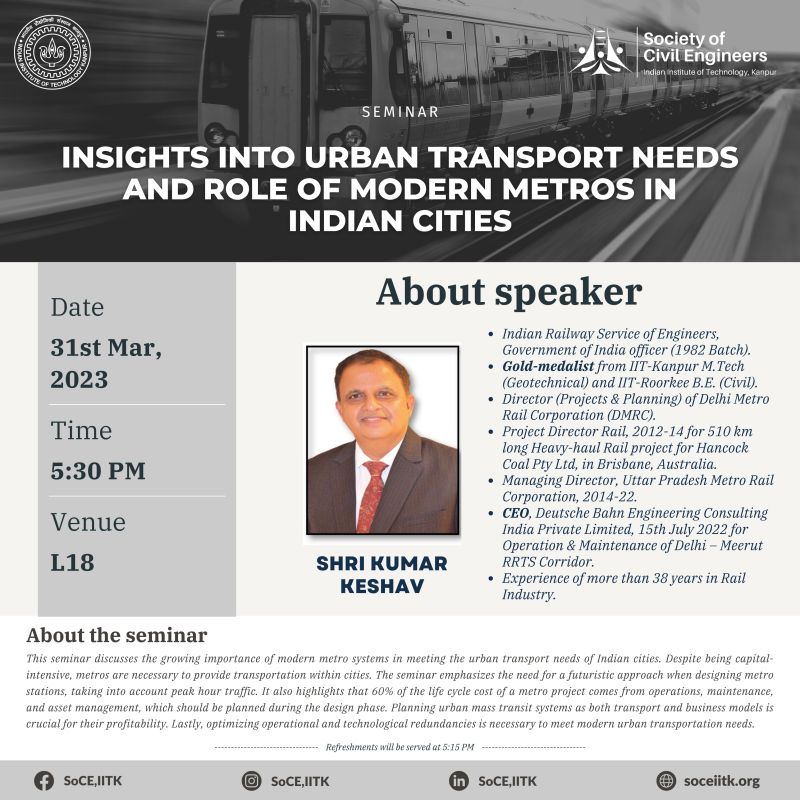 Society of
Civil Engineers
Indian Institute of Technology, Kanpur
INDIAN INSTITUTE OF TECHNOLOGY KANPUR
SEMINAR
INSIGHTS INTO URBAN TRANSPORT NEEDS
AND ROLE OF MODERN METROS IN
INDIAN CITIES
Date
31st Mar,
2023
Time
5:30 PM
Venue
L18
About speaker
SHRI KUMAR
KESHAV
• Indian Railway Service of Engineers,
Government of India officer (1982 Batch).
• Gold-medalist from IIT-Kanpur M.Tech
(Geotechnical) and IIT-Roorkee B.E. (Civil).
• Director (Projects & Planning) of Delhi Metro
Rail Corporation (DMRC).
• Project Director Rail, 2012-14 for 510 km
long Heavy-haul Rail project for Hancock
Coal Pty Ltd, in Brisbane, Australia.
• Managing Director, Uttar Pradesh Metro Rail
Corporation, 2014-22.
• CEO, Deutsche Bahn Engineering Consulting
India Private Limited, 15th July 2022 for
Operation & Maintenance of Delhi – Meerut
RRTS Corridor.
• Experience of more than 38 years in Rail
Industry.
About the seminar
This seminar discusses the growing importance of modern metro systems in meeting the urban transport needs of Indian cities. Despite being capital-
intensive, metros are necessary to provide transportation within cities. The seminar emphasizes the need for a futuristic approach when designing metro
stations, taking into account peak hour traffic. It also highlights that 60% of the life cycle cost of a metro project comes from operations, maintenance,
and asset management, which should be planned during the design phase. Planning urban mass transit systems as both transport and business models is
crucial for their profitability. Lastly, optimizing operational and technological redundancies is necessary to meet modern urban transportation needs.
Refreshments will be served at 5:15 PM
SoCE,IITK
SoCE,IITK
SoCE,IITK
soceiitk.org